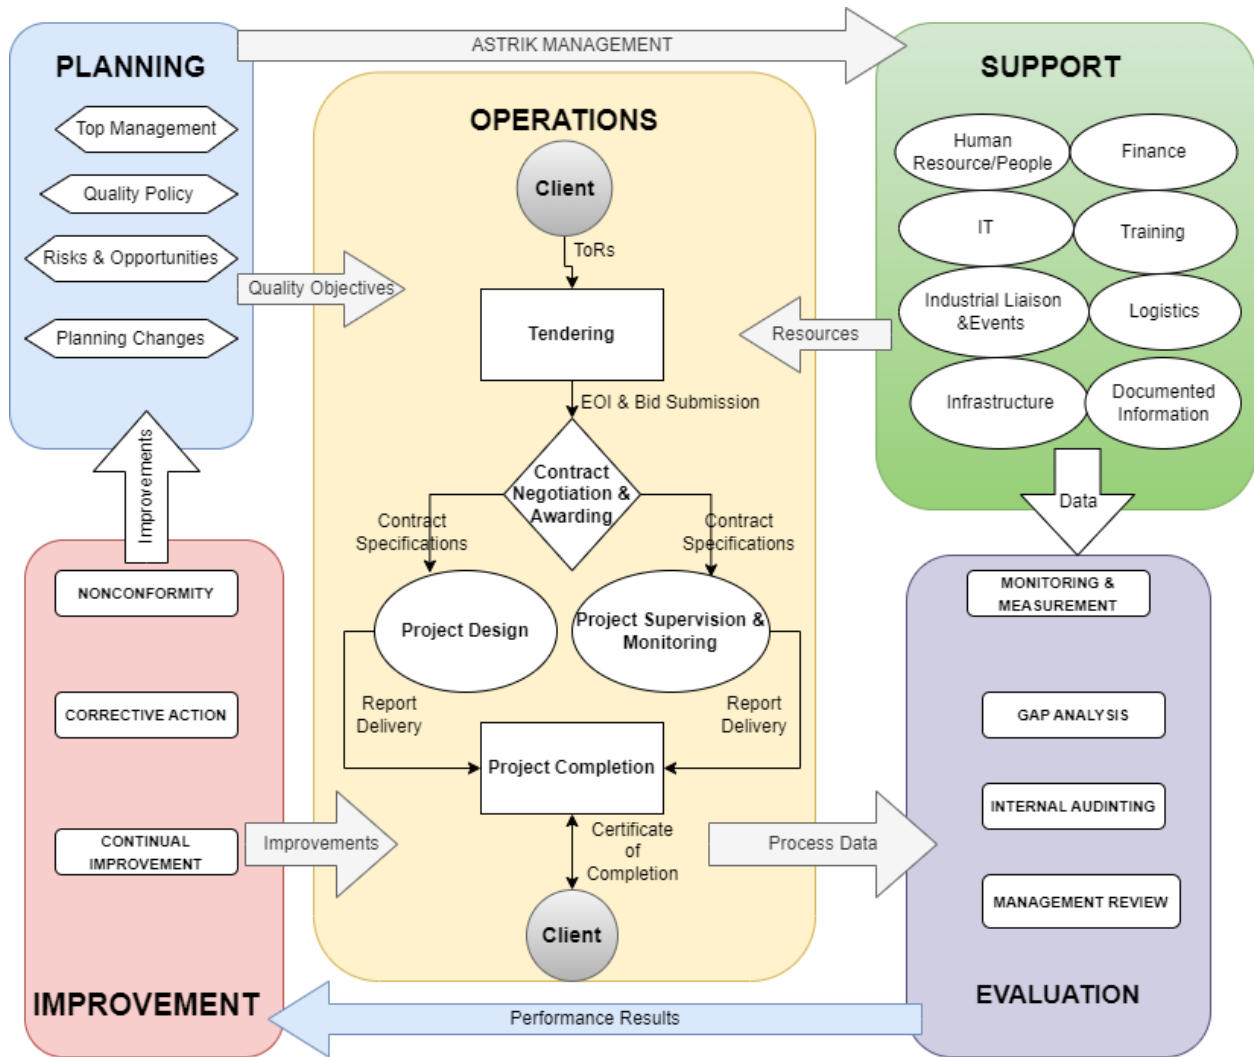 ASTRIK MANAGEMENT
PLANNING
Top Management
Quality Policy
Risks & Opportunities
Planning Changes
Quality Objectives
OPERATIONS
Client
ToRs
Tendering
EOI & Bid Submission
Contract
Negotiation &
Awarding
Contract
Specifications
Contract
Specifications
Project Design
Project Supervision &
Monitoring
Report
Delivery
Report
Delivery
Project Completion
Certificate
of
Completion
Client
SUPPORT
Human
Resource/People
Finance
IT
Training
Industrial Liaison
&Events
Logistics
Infrastructure
Documented
Information
Resources
Data
Improvements
NONCONFORMITY
CORRECTIVE ACTION
CONTINUAL
IMPROVEMENT
IMPROVEMENT
Improvements
Process Data
MONITORING &
MEASUREMENT
GAP ANALYSIS
INTERNAL AUDINTING
MANAGEMENT REVIEW
EVALUATION
Performance Results